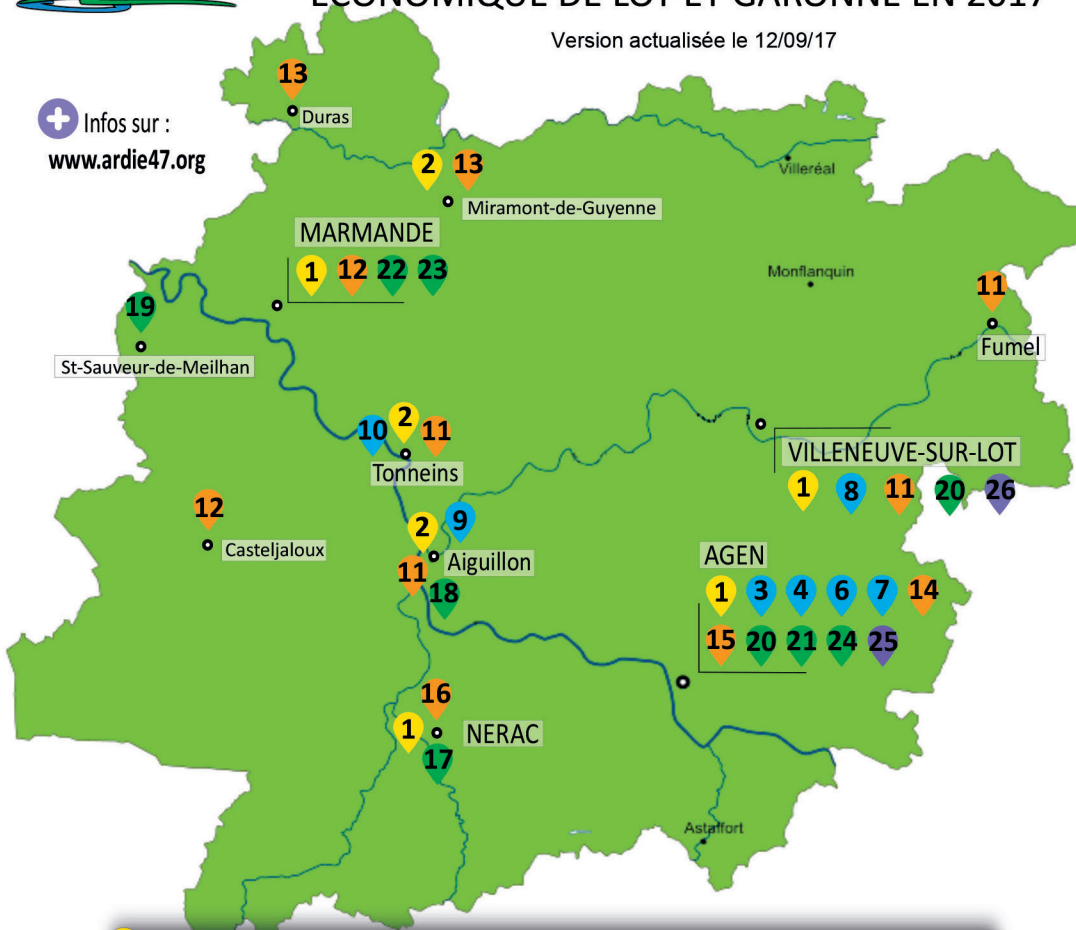 ECONOMIQUE DE LOT ET GARONNE EN 2017
Version actualisée le 12/09/17
13
Duras
+ Infos sur :
www.ardie47.org
2 13
Villeréal
Miramont-de-Guyenne
MARMANDE
1 12 22 23
Monflanquin
11
Fumel
19
St-Sauveur-de-Meilhan
10 2 11
Tonneins
VILLENEUVE-SUR-LOT
1 8 11 20 26
12
Casteljaloux
2 9
Aiguillon
11 18
AGEN
1 3 4 6 7 14
15 20 21 24 25
16
1 NERAC
17
Astaffort